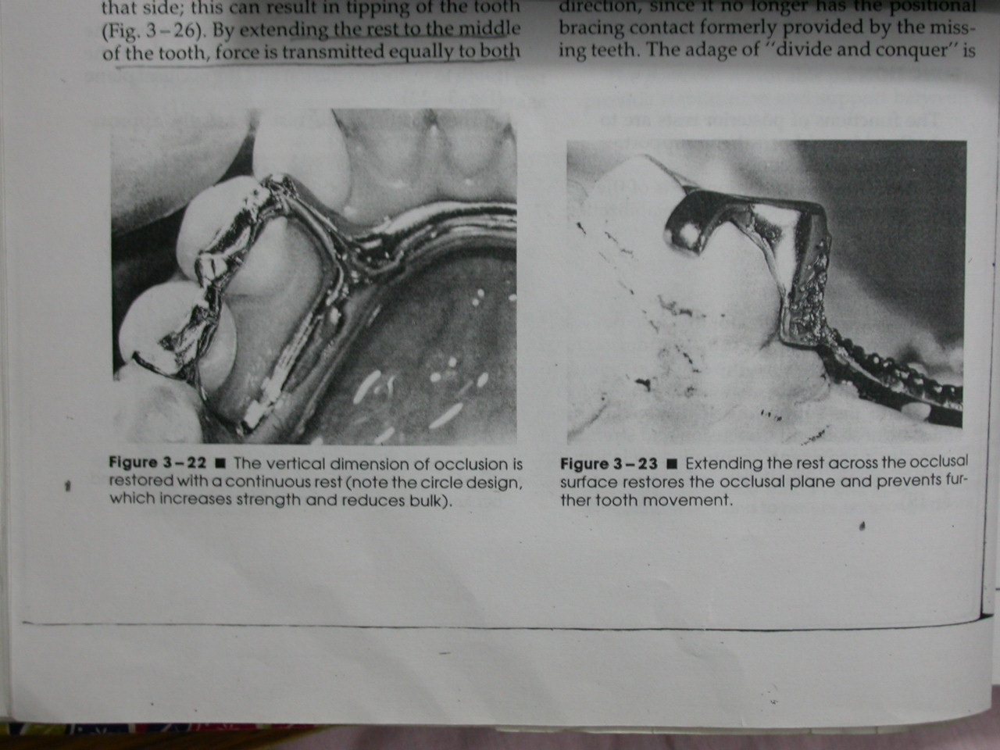 that side; this can result in tipping of the tooth
(Fig. 3–26). By extending the rest to the middle
of the tooth, force is transmitted equally to both
direction, since it no longer has the positional
bracing contact formerly provided by the miss-
ing teeth. The adage of "divide and conquer" is
Figure 3–22 ■ The vertical dimension of occlusion is
restored with a continuous rest (note the circle design,
which increases strength and reduces bulk).
Figure 3–23 ■ Extending the rest across the occlusal
surface restores the occlusal plane and prevents fur-
ther tooth movement.